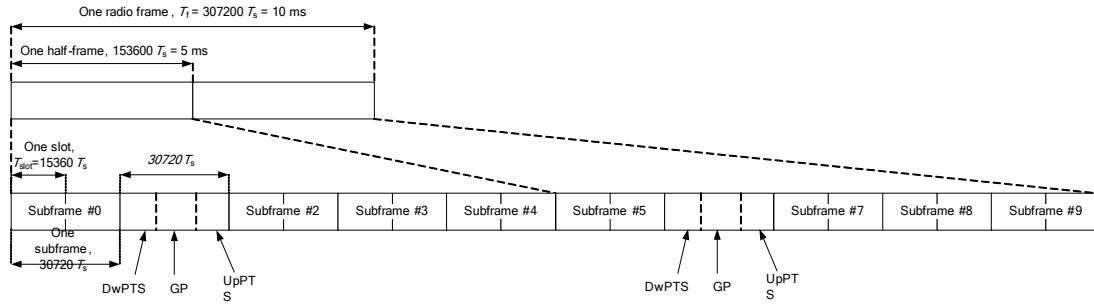 One radio frame, Tf = 307200 Ts = 10 ms
One half-frame, 153600 Ts = 5 ms
One slot,
Tslot=15360 Ts
30720 Ts
Subframe #0
Subframe #2
Subframe #3
Subframe #4
Subframe #5
Subframe #7
Subframe #8
Subframe #9
One
subframe,
30720 Ts
DwPTS
GP
UpPT
S
DwPTS
GP
UpPT
S